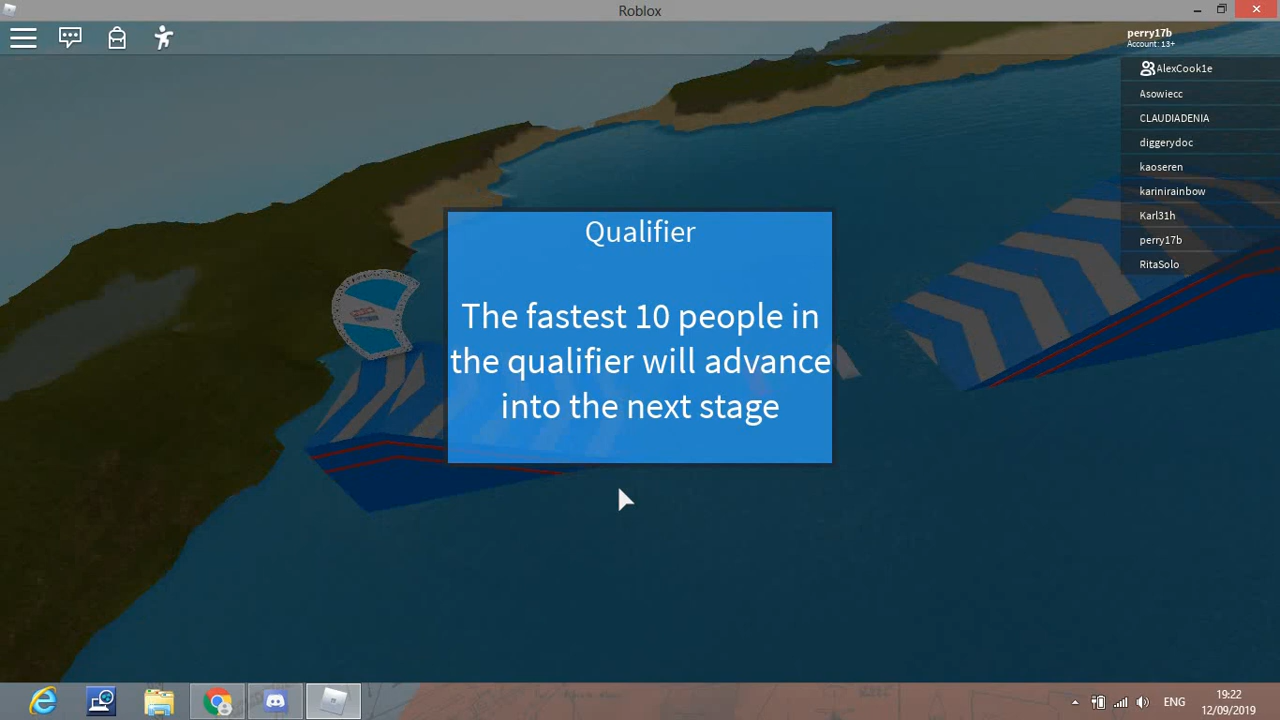 Roblox
perry17b
Account: 13+
AlexCook1e
Asowiecc
CLAUDIADENIA
diggerydoc
kaoseren
karinirainbow
Karl31h
perry17b
RitaSolo
Qualifier
The fastest 10 people in
the qualifier will advance
into the next stage
ENG
19:22
12/09/2019